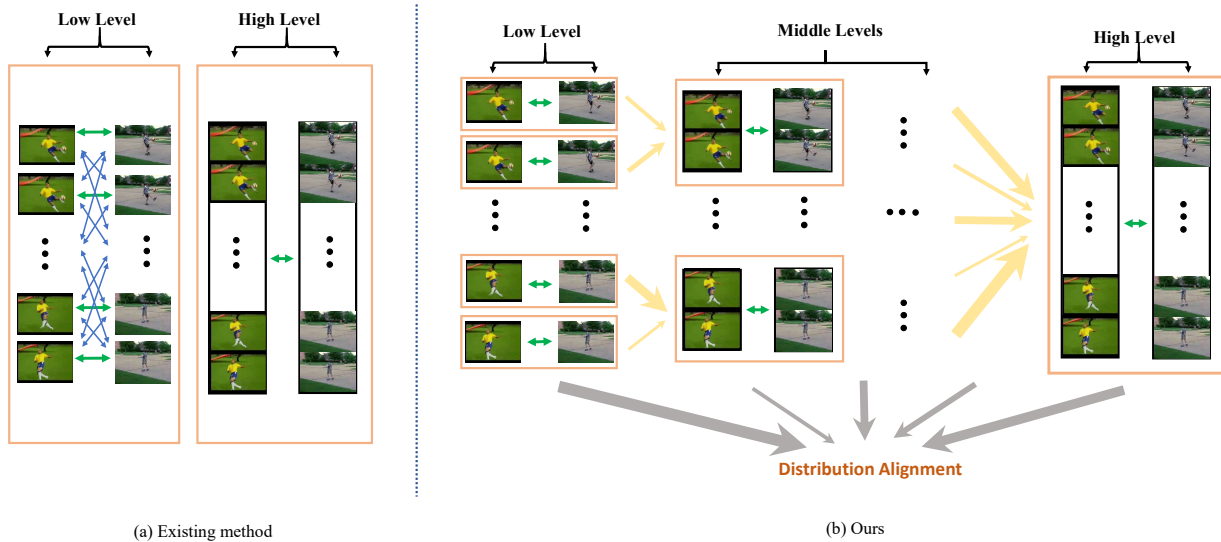 Low Level
High Level
Low Level
Middle Levels
High Level
Distribution Alignment
(a) Existing method
(b) Ours